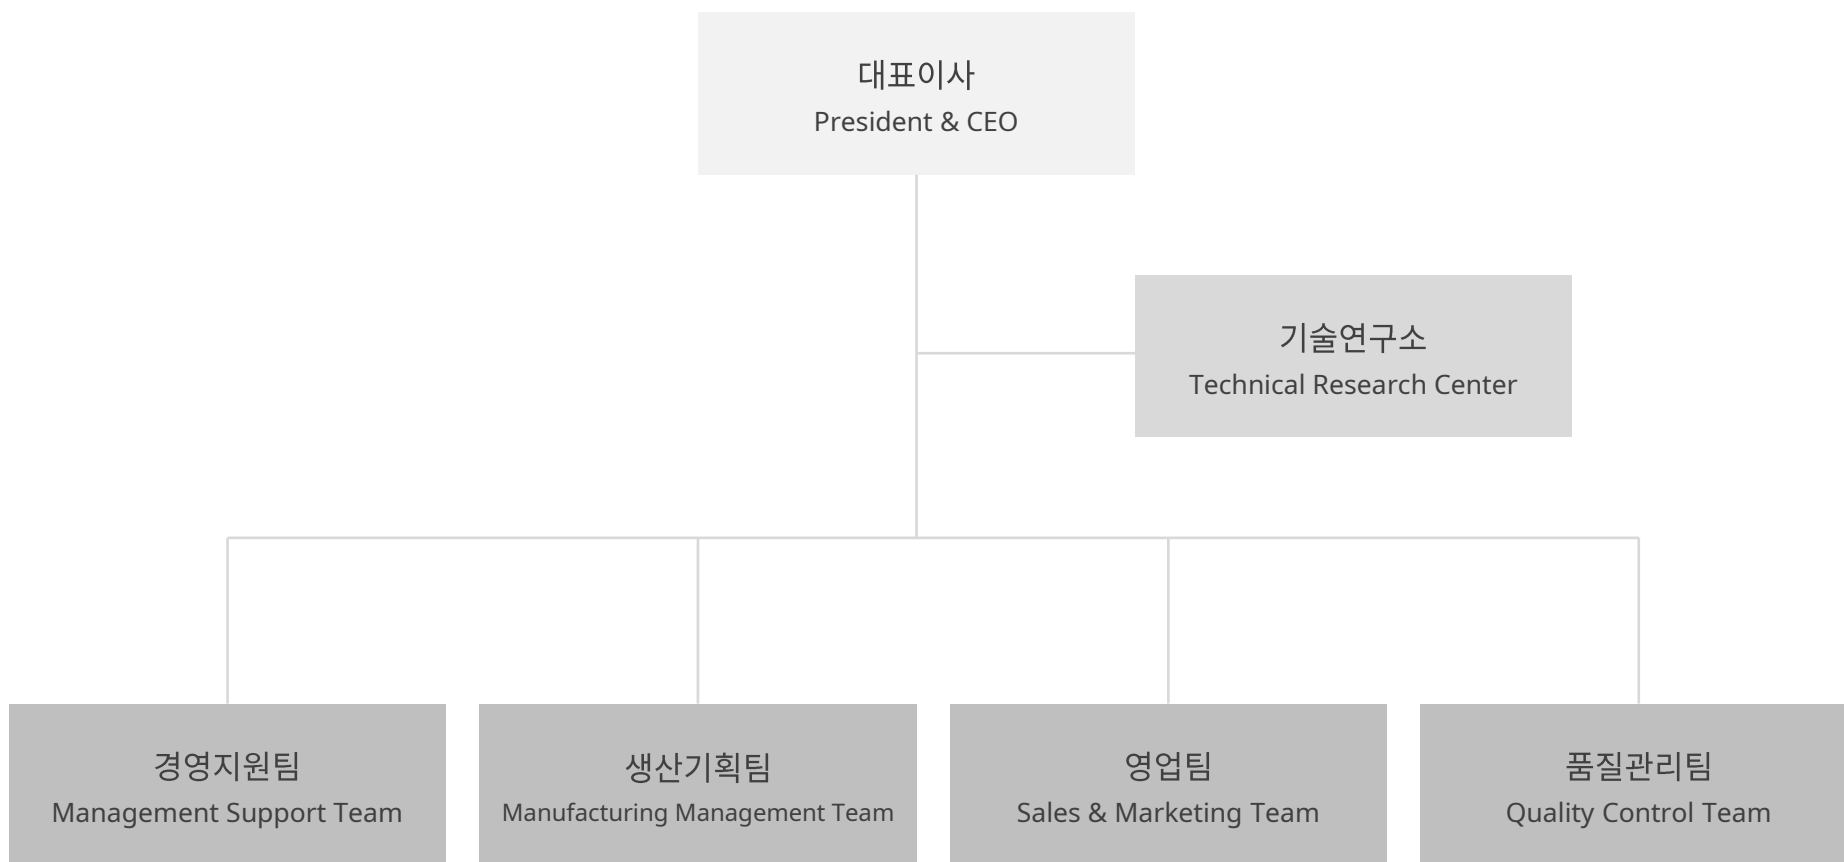 대표이사
President & CEO
기술연구소
Technical Research Center
경영지원팀
Management Support Team
생산기획팀
Manufacturing Management Team
영업팀
Sales & Marketing Team
품질관리팀
Quality Control Team